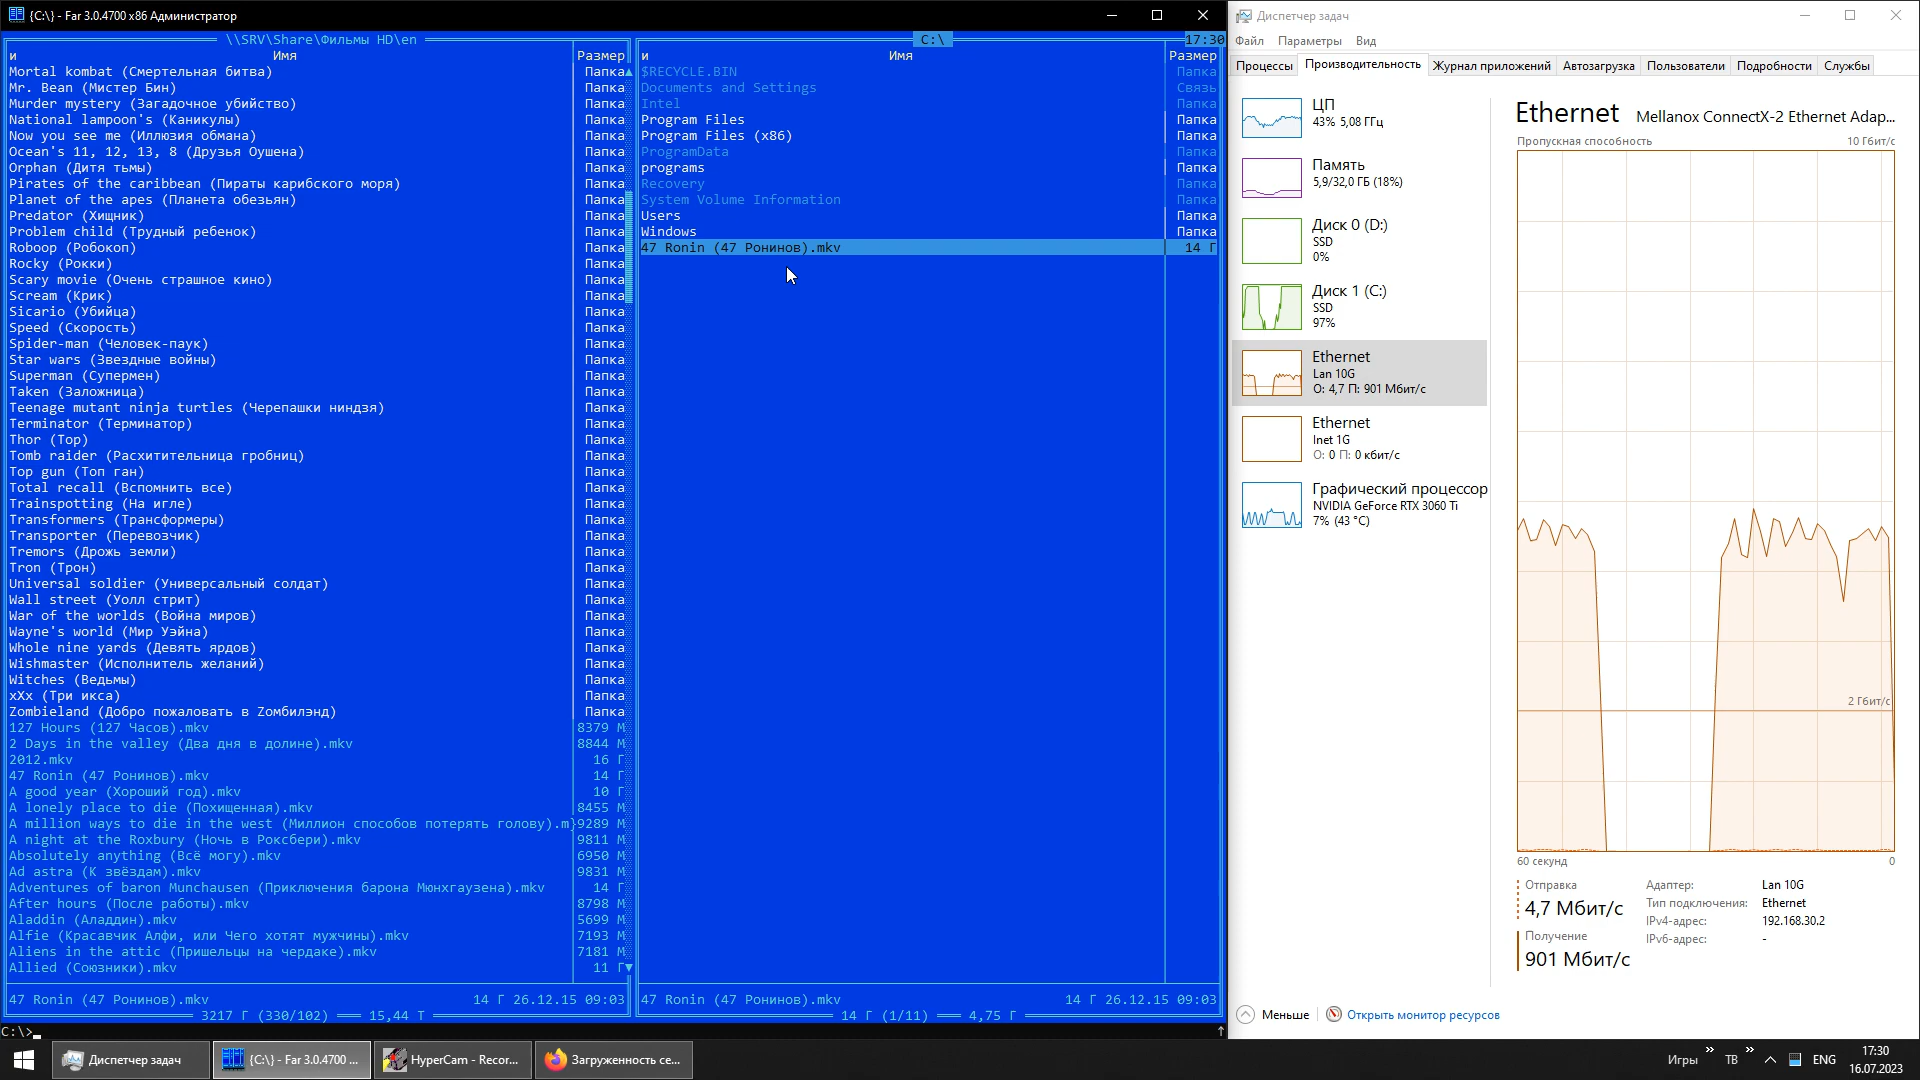 {C:\} - Far 3.0.4700 x86 Администратор
\\SRV\Share\Фильмы HD\en
и Имя Размер
Mortal kombat (Смертельная битва) Папка
Mr. Bean (Мистер Бин) Папка
Murder mystery (Загадочное убийство) Папка
National lampoon's (Каникулы) Папка
Now you see me (Иллюзия обмана) Папка
Ocean's 11, 12, 13, 8 (Друзья Оушена) Папка
Orphan (Дитя тьмы) Папка
Pirates of the caribbean (Пираты карибского моря) Папка
Planet of the apes (Планета обезьян) Папка
Predator (Хищник) Папка
Problem child (Трудный ребенок) Папка
Roboop (Робокоп) Папка
Rocky (Рокки) Папка
Scary movie (Очень страшное кино) Папка
Scream (Крик) Папка
Sicario (Убийца) Папка
Speed (Скорость) Папка
Spider-man (Человек-паук) Папка
Star wars (Звездные войны) Папка
Superman (Супермен) Папка
Taken (Заложница) Папка
Teenage mutant ninja turtles (Черепашки ниндзя) Папка
Terminator (Терминатор) Папка
Thor (Тор) Папка
Tomb raider (Расхитительница гробниц) Папка
Top gun (Топ ган) Папка
Total recall (Вспомнить все) Папка
Trainspotting (На игле) Папка
Transformers (Трансформеры) Папка
Transporter (Перевозчик) Папка
Tremors (Дрожь земли) Папка
Tron (Трон) Папка
Universal soldier (Универсальный солдат) Папка
Wall street (Уолл стрит) Папка
War of the worlds (Война миров) Папка
Wayne's world (Мир Уэйна) Папка
Whole nine yards (Девять ярдов) Папка
Wishmaster (Исполнитель желаний) Папка
Witches (Ведьмы) Папка
xXx (Три икса) Папка
Zombieland (Добро пожаловать в Zомбилэнд) Папка
127 Hours (127 Часов).mkv 8379 М
2 Days in the valley (Два дня в долине).mkv 8844 М
2012.mkv 16 Г
47 Ronin (47 Ронинов).mkv 14 Г
A good year (Хороший год).mkv 10 Г
A lonely place to die (Похищенная).mkv 8455 М
A million ways to die in the west (Миллион способов потерять голову).m}9289 М
A night at the Roxbury (Ночь в Роксбери).mkv 9811 М
Absolutely anything (Всё могу).mkv 6950 М
Ad astra (К звёздам).mkv 9831 М
Adventures of baron Munchausen (Приключения барона Мюнхгаузена).mkv 14 Г
After hours (После работы).mkv 8798 М
Aladdin (Аладдин).mkv 5699 М
Alfie (Красавчик Алфи, или Чего хотят мужчины).mkv 7193 М
Aliens in the attic (Пришельцы на чердаке).mkv 7181 М
Allied (Союзники).mkv 11 Г
47 Ronin (47 Ронинов).mkv 14 Г 26.12.15 09:03
3217 Г (330/102) 15,44 Т
C:\>
C:\ 17:30
и Имя Размер
$RECYCLE.BIN Папка
Documents and Settings Связь
Intel Папка
Program Files Папка
Program Files (x86) Папка
ProgramData Папка
programs Папка
Recovery Папка
System Volume Information Папка
Users Папка
Windows Папка
47 Ronin (47 Ронинов).mkv 14 Г
47 Ronin (47 Ронинов).mkv 14 Г 26.12.15 09:03
14 Г (1/11) 4,75 Г
Диспетчер задач
Файл Параметры Вид
Процессы Производительность Журнал приложений Автозагрузка Пользователи Подробности Службы
ЦП
43% 5,08 ГГц
Память
5,9/32,0 ГБ (18%)
Диск 0 (D:)
SSD
0%
Диск 1 (C:)
SSD
97%
Ethernet
Lan 10G
О: 4,7 П: 901 Мбит/с
Ethernet
Inet 1G
О: 0 П: 0 кбит/с
Графический процессор
NVIDIA GeForce RTX 3060 Ti
7% (43 °C)
Ethernet Mellanox ConnectX-2 Ethernet Adap...
Пропускная способность 10 Гбит/с
2 Гбит/с
60 секунд 0
Отправка
4,7 Мбит/с
Получение
901 Мбит/с
Адаптер: Lan 10G
Тип подключения: Ethernet
IPv4-адрес: 192.168.30.2
IPv6-адрес: -
Меньше Открыть монитор ресурсов
Диспетчер задач {C:\} - Far 3.0.4700 ... HyperCam - Recor... Загруженность се...
Игры » ТВ » ENG 17:30
16.07.2023